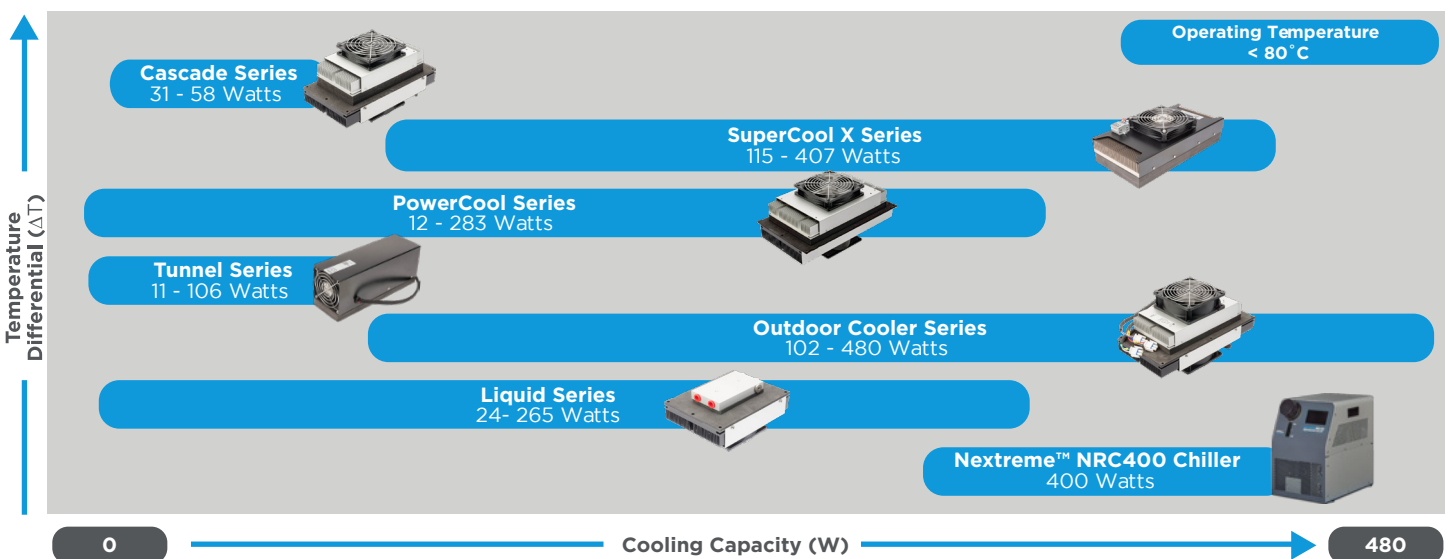 Operating Temperature
< 80˚C
Cascade Series
31 - 58 Watts
SuperCool X Series
115 - 407 Watts
PowerCool Series
12 - 283 Watts
Temperature
Differential (ΔT)
Tunnel Series
11 - 106 Watts
Outdoor Cooler Series
102 - 480 Watts
Liquid Series
24- 265 Watts
Nextreme™ NRC400 Chiller
400 Watts
0
Cooling Capacity (W)
480